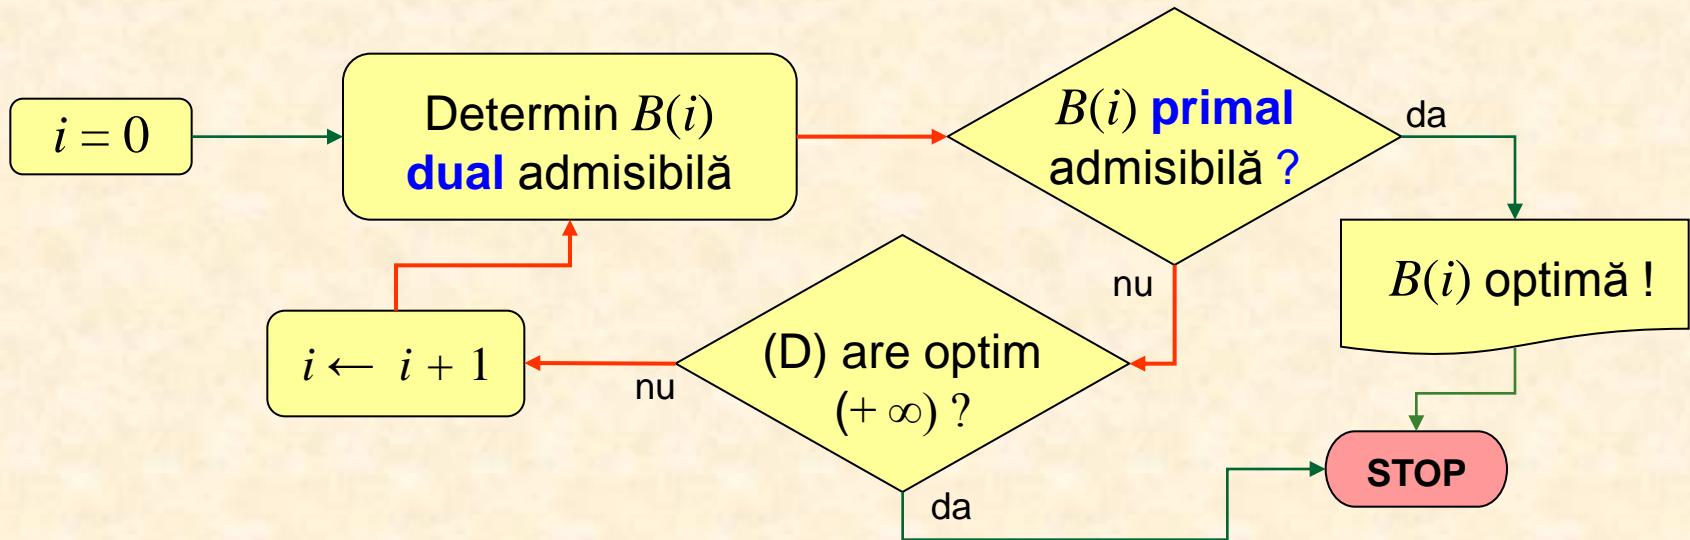 i = 0
Determin B(i)
dual admisibilă
B(i) primal
admisibilă ?
da
nu
B(i) optimă !
(D) are optim
(+ ∞) ?
nu
i ← i + 1
da
STOP